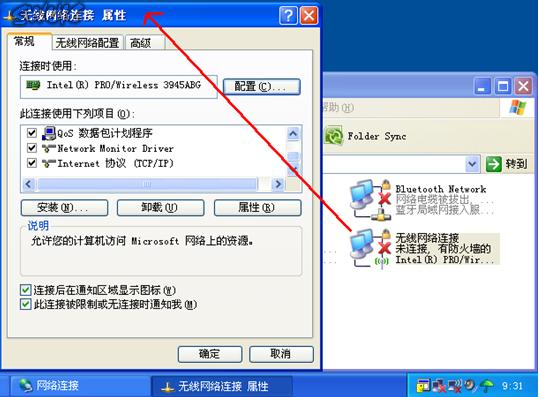 无线网络连接 属性
常规
无线网络配置
高级
连接时使用:
Intel(R) PRO/Wireless 3945ABG
配置(C)...
此连接使用下列项目(O):
QoS 数据包计划程序
Network Monitor Driver
Internet 协议 (TCP/IP)
安装(N)...
卸载(U)
属性(R)
说明
允许您的计算机访问 Microsoft 网络上的资源。
连接后在通知区域显示图标(W)
此连接被限制或无连接时通知我(M)
确定
取消
帮助(H)
Folder Sync
转到
Bluetooth Network
网络电缆被拔出,
蓝牙局域网接入服...
无线网络连接
未连接, 有防火墙的
Intel(R) PRO/Wir...
网络连接
无线网络连接 属性
9:31